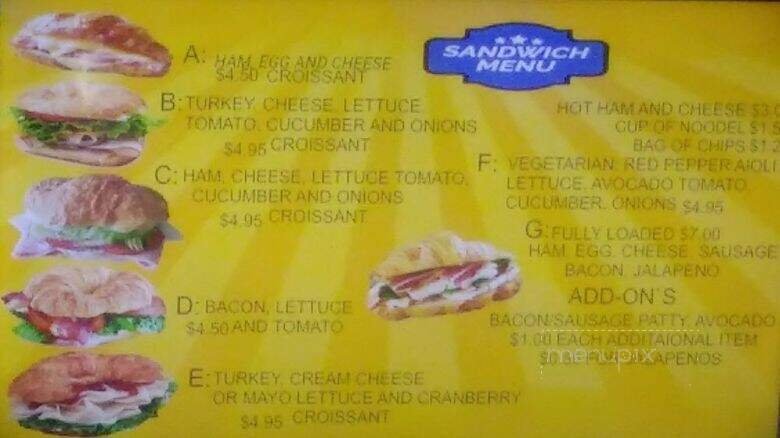 SANDWICH
MENU
A: HAM, EGG AND CHEESE
$4.50 CROISSANT
B: TURKEY, CHEESE, LETTUCE
TOMATO, CUCUMBER AND ONIONS
$4.95 CROISSANT
C: HAM, CHEESE, LETTUCE TOMATO,
CUCUMBER AND ONIONS
$4.95 CROISSANT
D: BACON, LETTUCE
$4.50 AND TOMATO
E: TURKEY, CREAM CHEESE
OR MAYO LETTUCE AND CRANBERRY
$4.95 CROISSANT
HOT HAM AND CHEESE
CUP OF NOODEL
BAG OF CHIPS
F: VEGETARIAN, RED PEPPER AIOLI
LETTUCE, AVOCADO TOMATO,
CUCUMBER, ONIONS $4.95
G: FULLY LOADED $7.00
HAM, EGG, CHEESE, SAUSAGE
BACON, JALAPENO
ADD-ON'S
BACON/SAUSAGE PATTY, AVOCADO
$1.00 EACH ADDITAIONAL ITEM
menupix